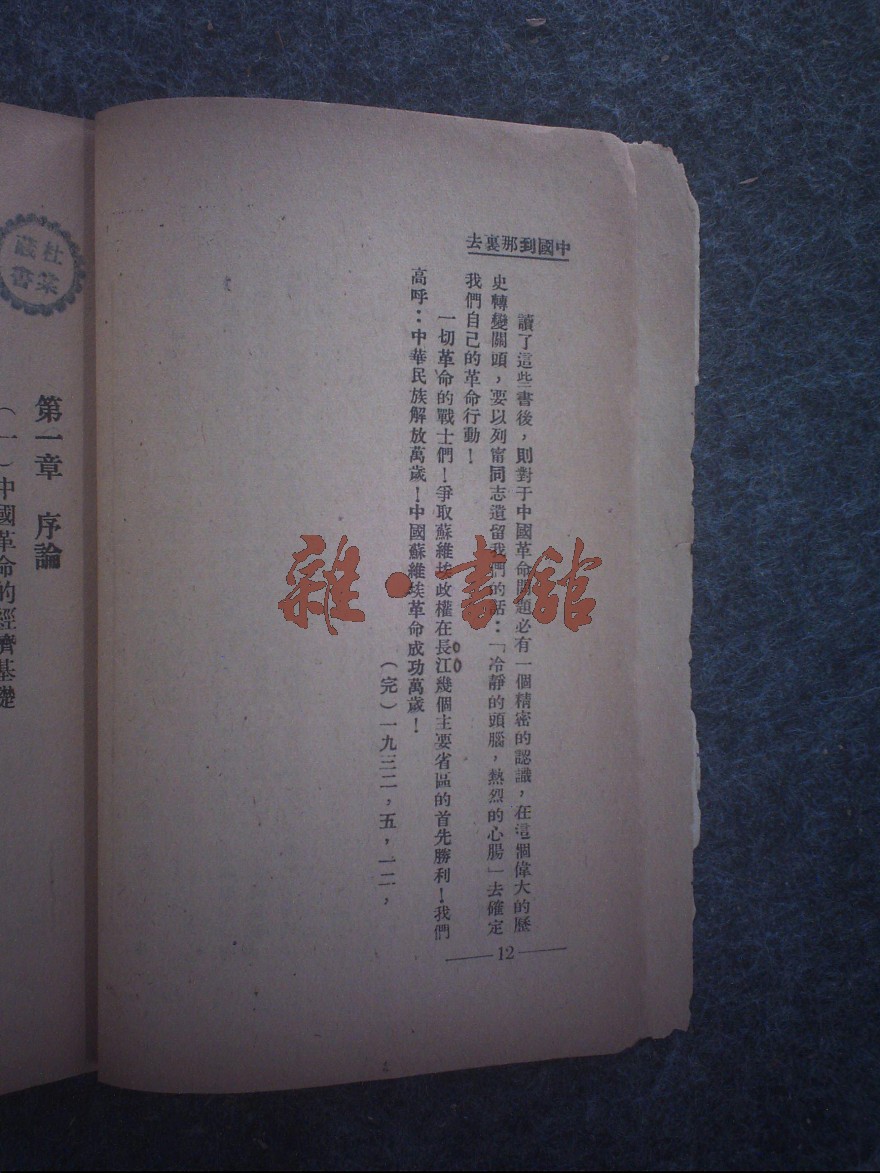 中國到那裏去
讀了這些書後，則對于中國革命問題必有一個精密的認識，在這個偉大的歷
史轉變關頭，要以列甯同志遺留我們的話：「冷靜的頭腦，熱烈的心腸」去確定
我們自己的革命行動！
一切革命的戰士們！爭取蘇維埃政權在長江幾個主要省區的首先勝利！我們
高呼：中華民族解放萬歲！中國蘇維埃革命成功萬歲！
（完）一九三二，五，一二，
12
雜·書館
杜棻
藏書
第一章 序論
（一）中國革命的經濟基礎